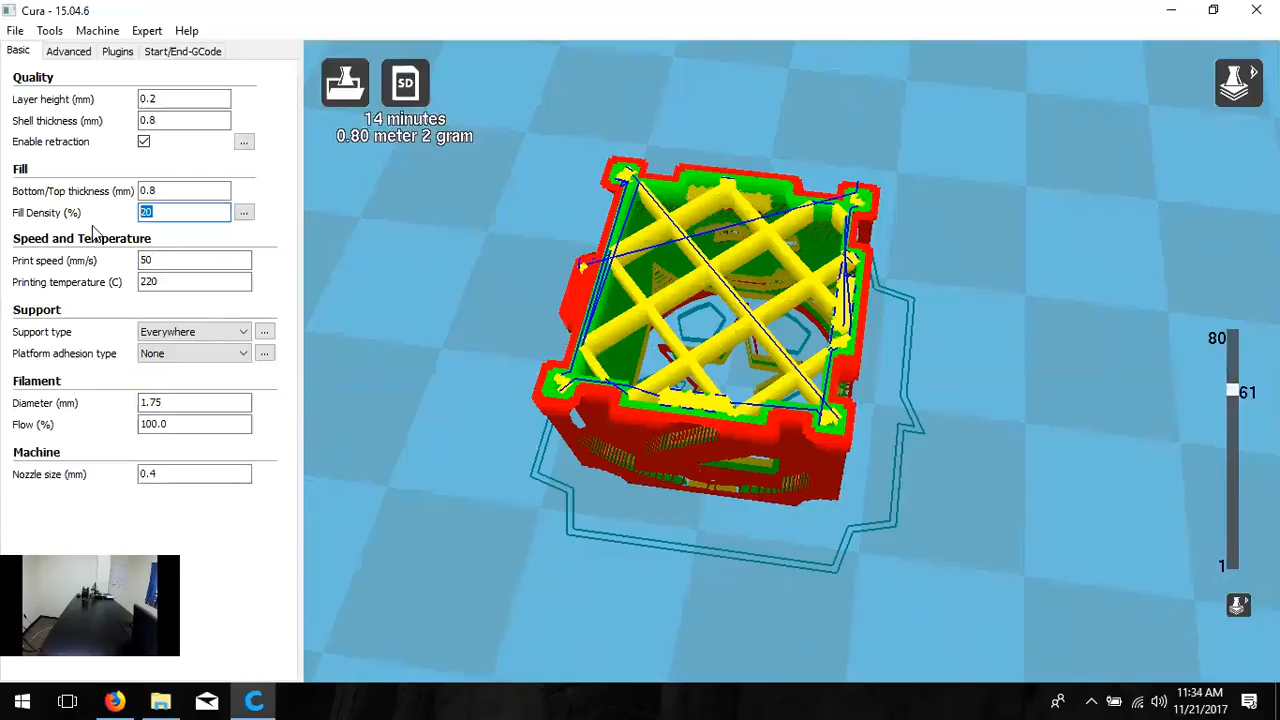 Cura - 15.04.6
File Tools Machine Expert Help
Basic Advanced Plugins Start/End-GCode
Quality
Layer height (mm) 0.2
Shell thickness (mm) 0.8
Enable retraction ...
Fill
Bottom/Top thickness (mm) 0.8
Fill Density (%) 20 ...
Speed and Temperature
Print speed (mm/s) 50
Printing temperature (C) 220
Support
Support type Everywhere ...
Platform adhesion type None ...
Filament
Diameter (mm) 1.75
Flow (%) 100.0
Machine
Nozzle size (mm) 0.4
SD
14 minutes
0.80 meter 2 gram
80
61
1
11:34 AM
11/21/2017